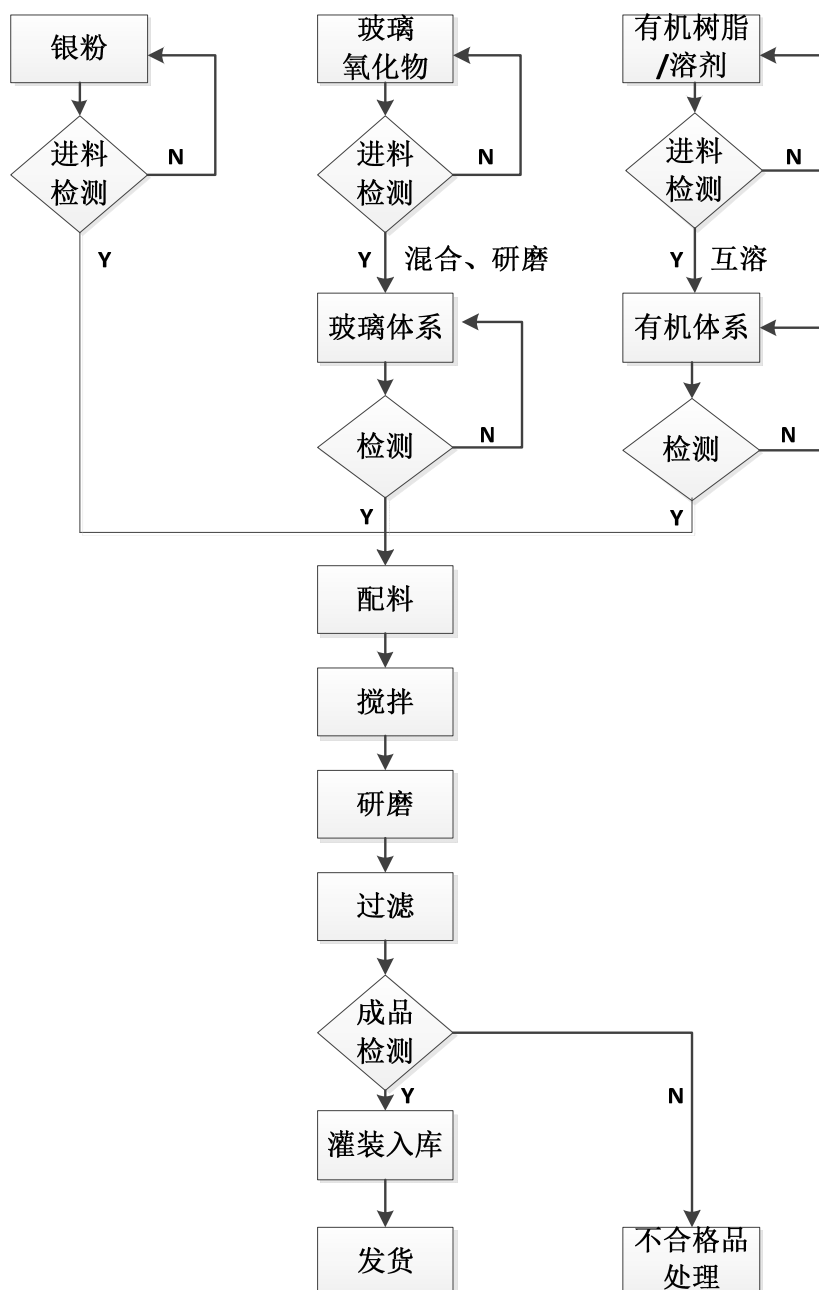 银粉
玻璃
氧化物
有机树脂
/溶剂
进料
检测
N
进料
检测
N
进料
检测
N
Y
Y
混合、研磨
Y
互溶
玻璃体系
有机体系
检测
N
检测
N
Y
Y
配料
搅拌
研磨
过滤
成品
检测
Y
N
灌装入库
发货
不合格品
处理